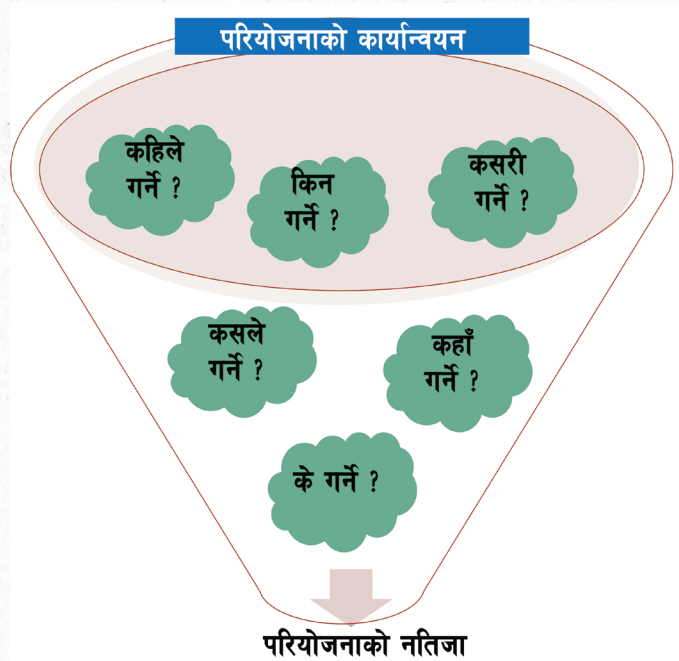 परियोजनाको कार्यान्वयन
कहिले
गर्ने ?
किन
गर्ने ?
कसरी
गर्ने ?
कसले
गर्ने ?
कहाँ
गर्ने ?
के गर्ने ?
परियोजनाको नतिजा